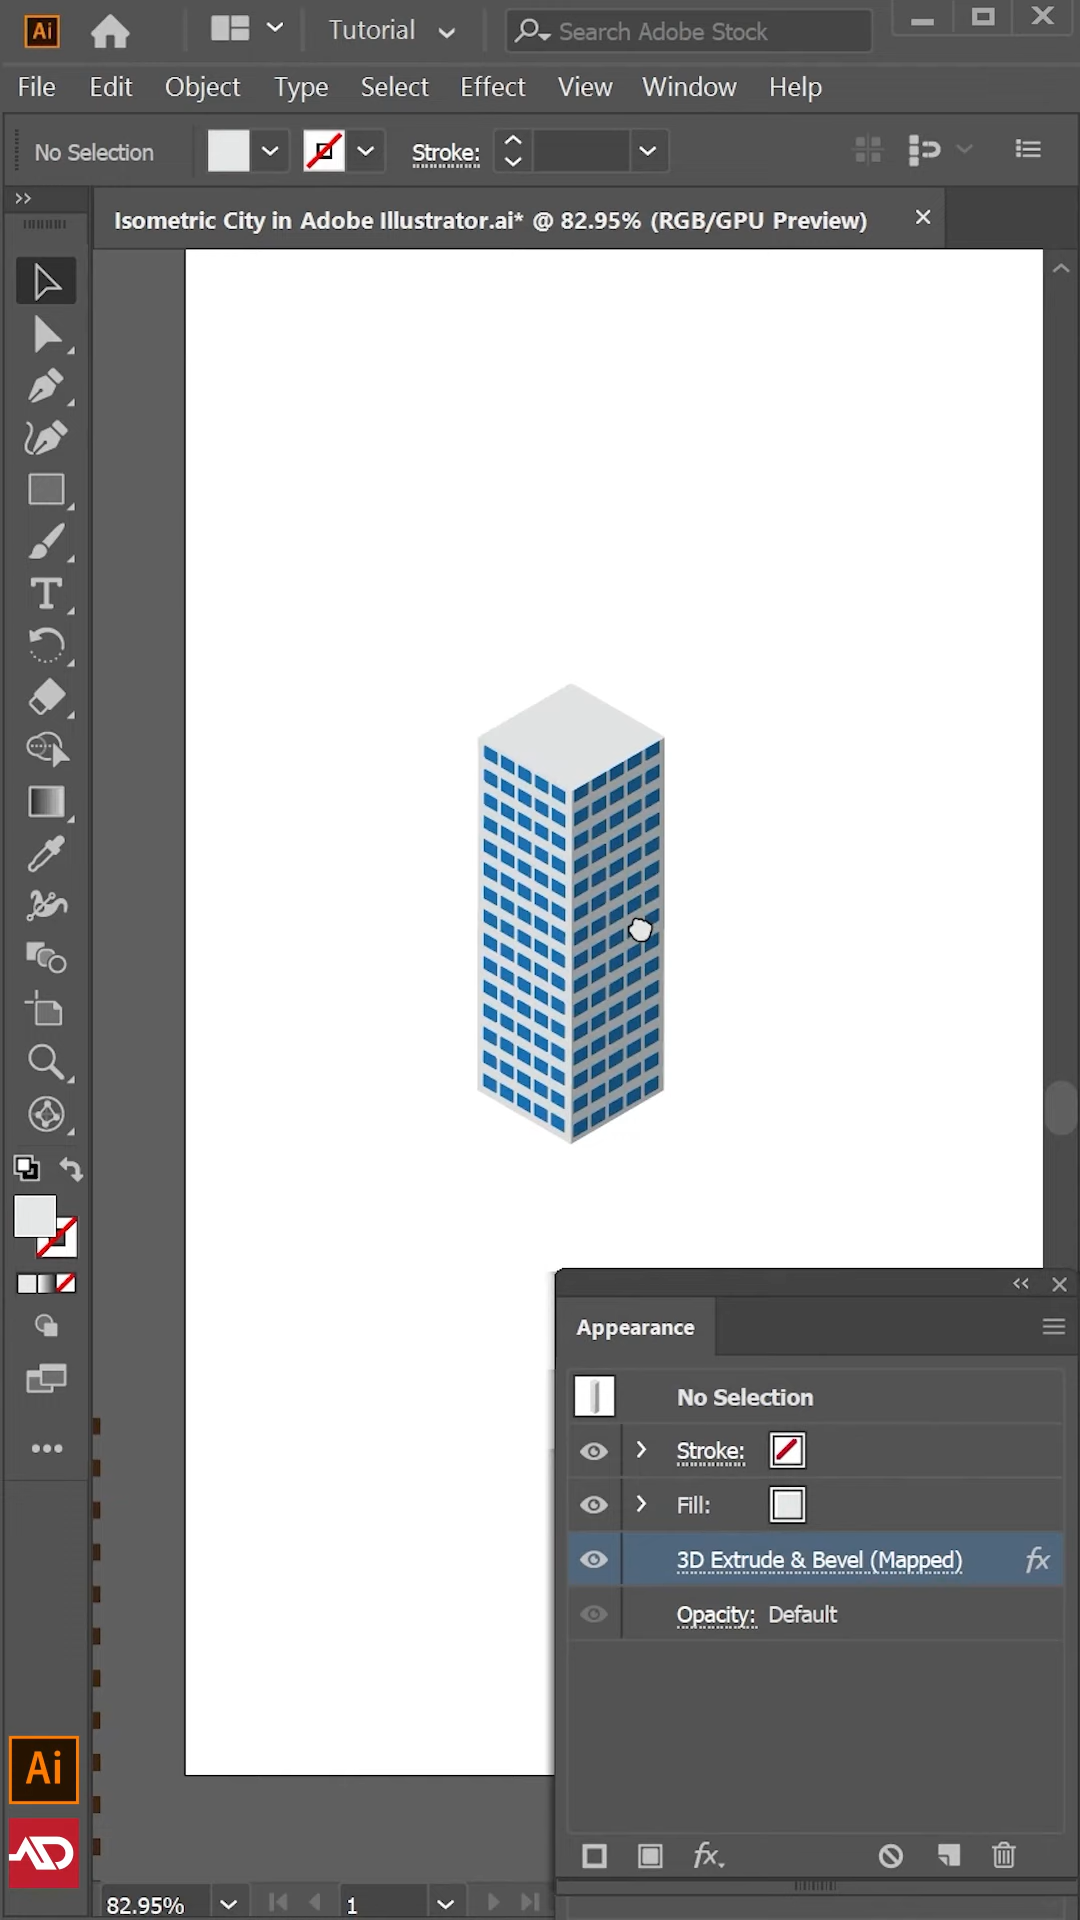 Ai
Tutorial
Search Adobe Stock
File Edit Object Type Select Effect View Window Help
No Selection
Stroke:
Isometric City in Adobe Illustrator.ai* @ 82.95% (RGB/GPU Preview)
Appearance
No Selection
Stroke:
Fill:
3D Extrude & Bevel (Mapped)
fx
Opacity: Default
Ai
AD
fx
82.95%
1